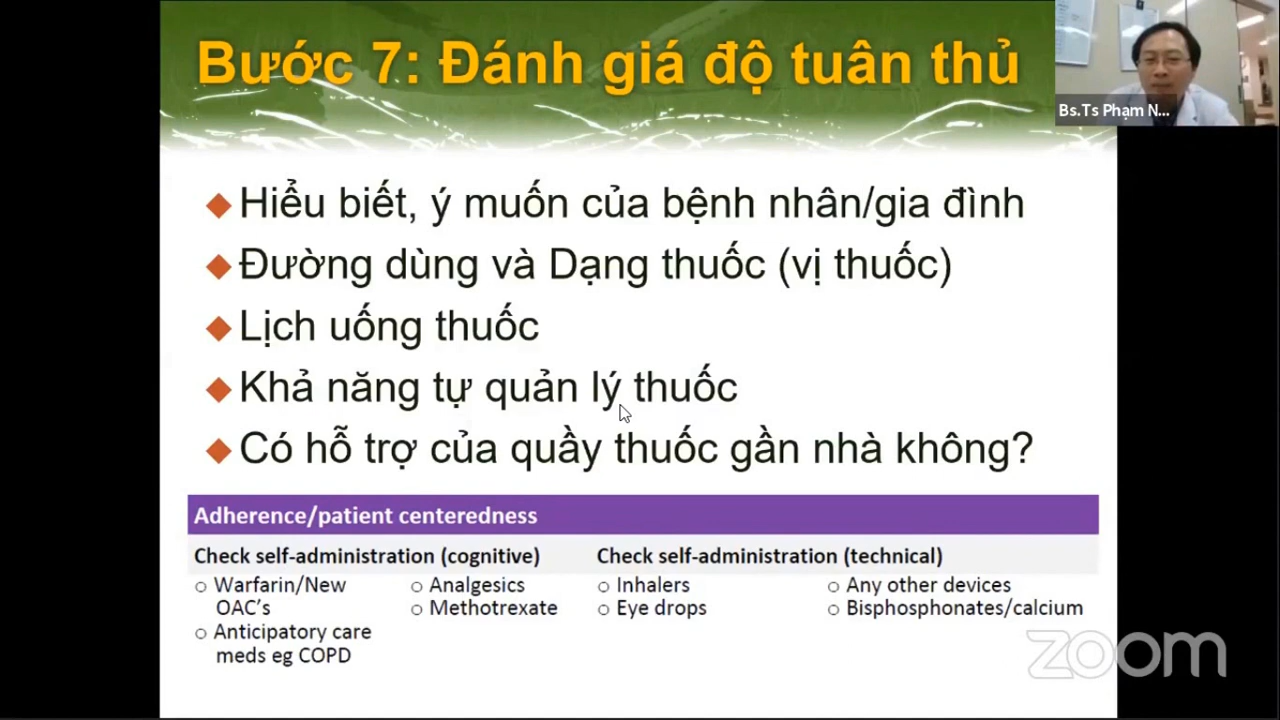 Bước 7: Đánh giá độ tuân thủ
Bs.Ts Phạm N...
Hiểu biết, ý muốn của bệnh nhân/gia đình
Đường dùng và Dạng thuốc (vị thuốc)
Lịch uống thuốc
Khả năng tự quản lý thuốc
Có hỗ trợ của quầy thuốc gần nhà không?
Adherence/patient centeredness
Check self-administration (cognitive)
Warfarin/New
OAC's
Anticipatory care
meds eg COPD
Analgesics
Methotrexate
Check self-administration (technical)
Inhalers
Eye drops
Any other devices
Bisphosphonates/calcium
zoom